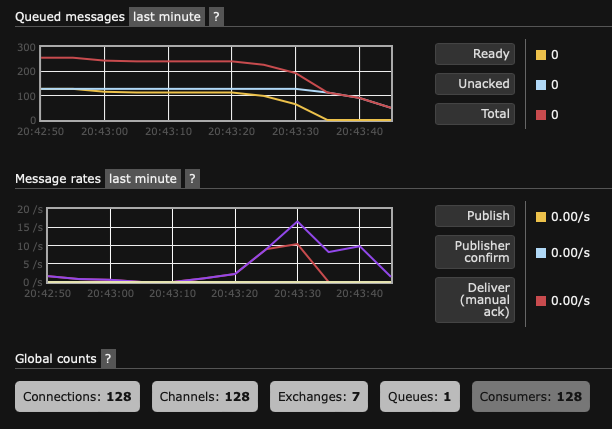 Queued messages last minute ?
300
200
100
0
20:42:50 20:43:00 20:43:10 20:43:20 20:43:30 20:43:40
Ready 0
Unacked 0
Total 0
Message rates last minute ?
20 /s
15 /s
10 /s
5 /s
0 /s
20:42:50 20:43:00 20:43:10 20:43:20 20:43:30 20:43:40
Publish 0.00/s
Publisher
confirm 0.00/s
Deliver
(manual
ack) 0.00/s
Global counts ?
Connections: 128 Channels: 128 Exchanges: 7 Queues: 1 Consumers: 128